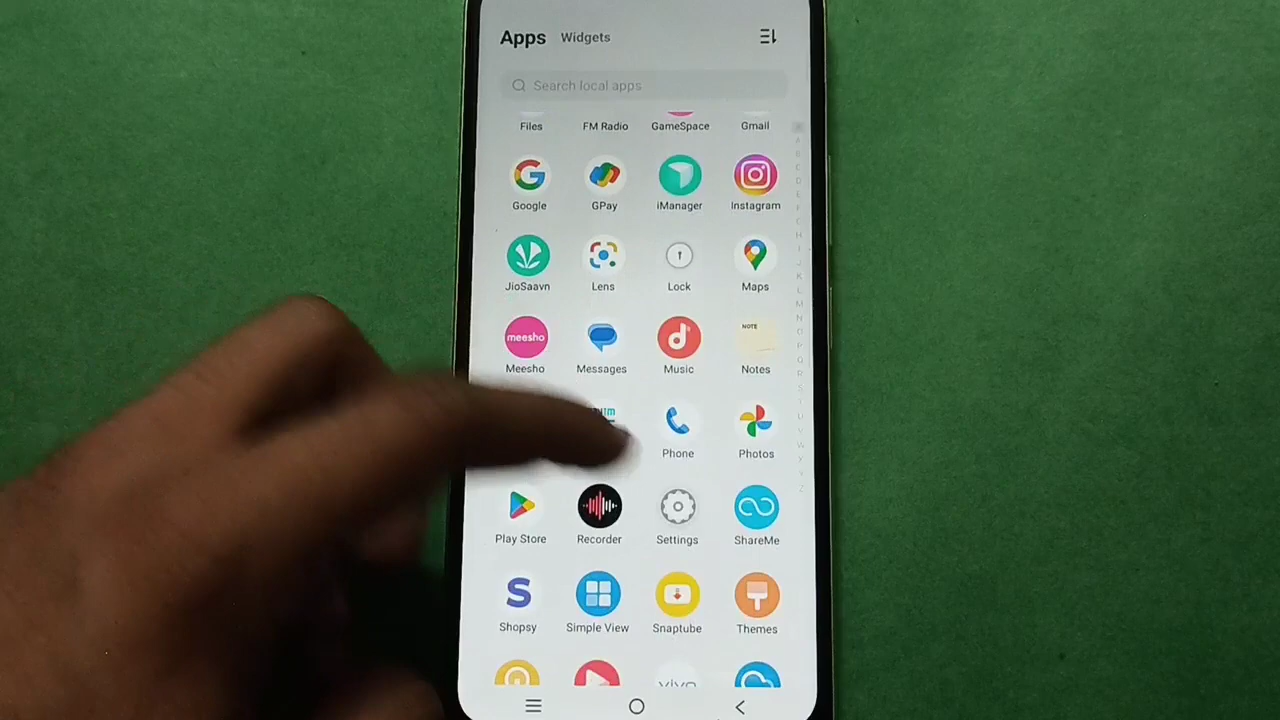 Apps Widgets
Search local apps
Files FM Radio GameSpace Gmail
Google GPay iManager Instagram
JioSaavn Lens Lock Maps
meesho NOTE
Meesho Messages Music Notes
Phone Photos
Play Store Recorder Settings ShareMe
S
Shopsy Simple View Snaptube Themes
vivo